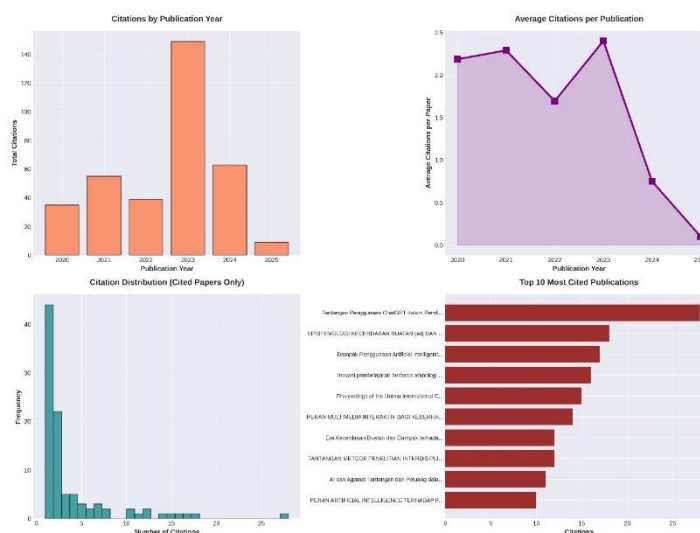 Citations by Publication Year
Total Citations
140
120
100
80
60
40
20
0
2020 2021 2022 2023 2024 2025
Publication Year
Average Citations per Publication
Average Citations per Paper
2.5
2.0
1.5
1.0
0.5
0.0
2020 2021 2022 2023 2024
Publication Year
Citation Distribution (Cited Papers Only)
Frequency
40
30
20
10
0
0 5 10 15 20 25
Number of Citations
Top 10 Most Cited Publications
Tantangan Penggunaan ChatGPT dalam Pendi...
EPISTEMOLOGI KECERDASAN BUATAN (AI) DAN ...
Dampak Penggunaan Artificial Intelligenc...
Inovasi pembelajaran berbasis teknologi ...
Proceedings of the Unima International C...
PERAN MULTIMEDIA INTERAKTIF BAGI KEBERHA...
Era Kecerdasan Buatan dan Dampak terhada...
TANTANGAN METODE PENELITIAN INTERDISIPLI...
AI dan Agama: Tantangan dan Peluang dala...
PERAN ARTIFICIAL INTELLIGENCE TERHADAP P...
0 5 10 15 20 25
Citations